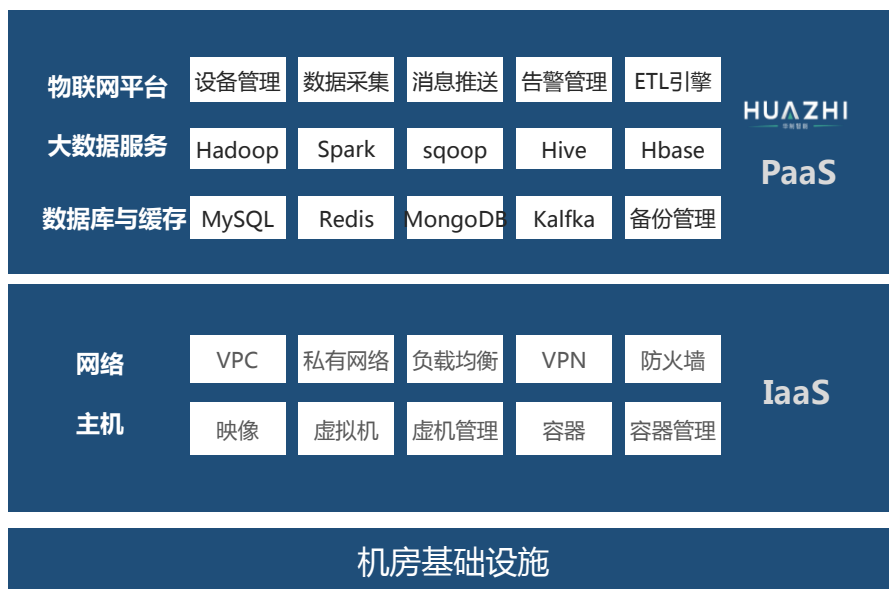 物联网平台 设备管理 数据采集 消息推送 告警管理 ETL引擎
HUΛZHI
大数据服务 Hadoop Spark sqoop Hive Hbase
PaaS
数据库与缓存 MySQL Redis MongoDB Kalfka 备份管理
网络 VPC 私有网络 负载均衡 VPN 防火墙
IaaS
主机 映像 虚拟机 虚机管理 容器 容器管理
机房基础设施